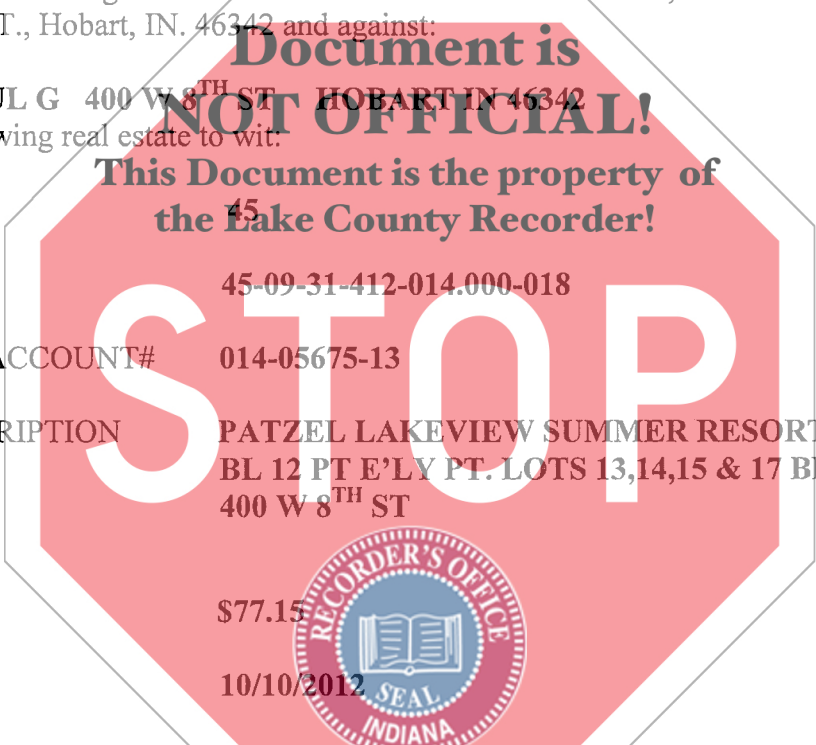 T., Hobart, IN. 46342 and against:
Document is
UL G 400 W 8TH ST HOBART IN 46342
NOT OFFICIAL!
wing real estate to wit:
This Document is the property of
45
the Lake County Recorder!
45-09-31-412-014.000-018
STOP
ACCOUNT# 014-05675-13
RIPTION PATZEL LAKEVIEW SUMMER RESORT
BL 12 PT E'LY PT. LOTS 13,14,15 & 17 B
400 W 8TH ST
RECORDER'S OFFICE
$77.15
10/10/2012
SEAL
INDIANA